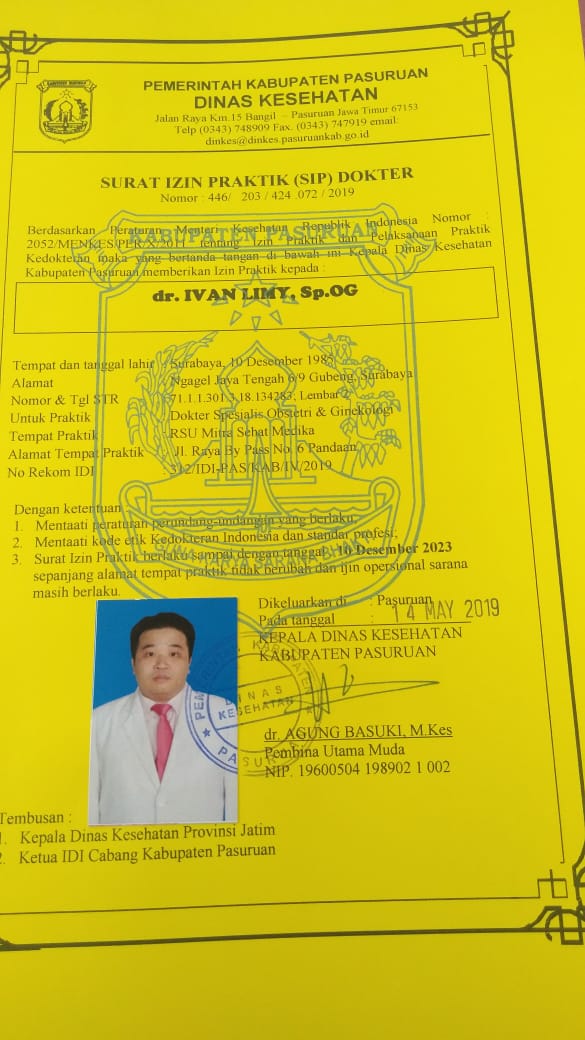 PEMERINTAH KABUPATEN PASURUAN
DINAS KESEHATAN
Jalan Raya Km.15 Bangil – Pasuruan Jawa Timur 67153
Telp (0343) 748909 Fax. (0343) 747919 email:
dinkes@dinkes.pasuruankab.go.id
SURAT IZIN PRAKTIK (SIP) DOKTER
Nomor : 446/ 203 / 424 .072 / 2019
Berdasarkan Peraturan Menteri Kesehatan Republik Indonesia Nomor :
2052/MENKES/PER/X/2011 tentang Izin Praktik dan Pelaksanaan Praktik
Kedokteran maka yang bertanda tangan di bawah ini Kepala Dinas Kesehatan
Kabupaten Pasuruan memberikan Izin Praktik kepada :
KABUPATEN PASURUAN
dr. IVAN LIMY, Sp.OG
Tempat dan tanggal lahir : Surabaya, 10 Desember 1985
Alamat : Ngagel Jaya Tengah 6/9 Gubeng, Surabaya
Nomor & Tgl STR : 71.1.1.301.3.18.134283, Lembar 2
Untuk Praktik : Dokter Spesialis Obstetri & Ginekologi
Tempat Praktik : RSU Mitra Sehat Medika
Alamat Tempat Praktik : Jl. Raya By Pass No. 6 Pandaan
No Rekom IDI : 312/IDI-PAS/KAB/IV/2019
Dengan ketentuan
1. Mentaati peraturan perundang-undangan yang berlaku;
2. Mentaati kode etik Kedokteran Indonesia dan standar profesi;
3. Surat Izin Praktik berlaku sampai dengan tanggal 10 Desember 2023
sepanjang alamat tempat praktik tidak berubah dan ijin opersional sarana
masih berlaku.
Dikeluarkan di : Pasuruan
Pada tanggal : 14 MAY 2019
KEPALA DINAS KESEHATAN
KABUPATEN PASURUAN
DINAS
KESEHATAN
dr. AGUNG BASUKI, M.Kes
Pembina Utama Muda
NIP. 19600504 198902 1 002
Tembusan :
1. Kepala Dinas Kesehatan Provinsi Jatim
2. Ketua IDI Cabang Kabupaten Pasuruan